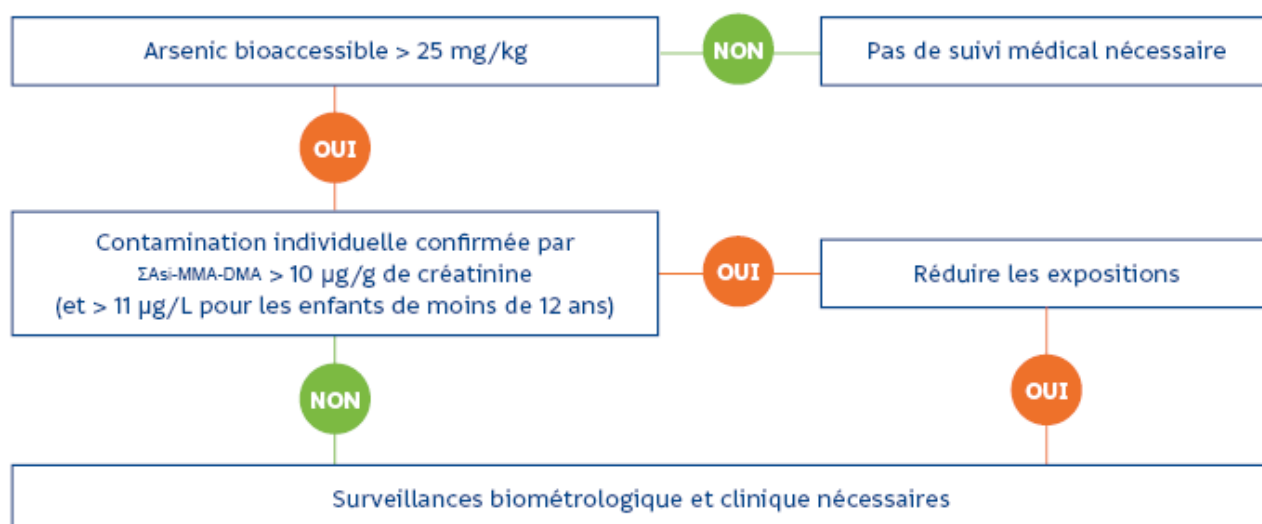 Arsenic bioaccessible > 25 mg/kg
NON
Pas de suivi médical nécessaire
OUI
Contamination individuelle confirmée par
ΣAsi-MMA-DMA > 10 µg/g de créatinine
(et > 11 µg/L pour les enfants de moins de 12 ans)
OUI
Réduire les expositions
NON
OUI
Surveillances biométrologique et clinique nécessaires